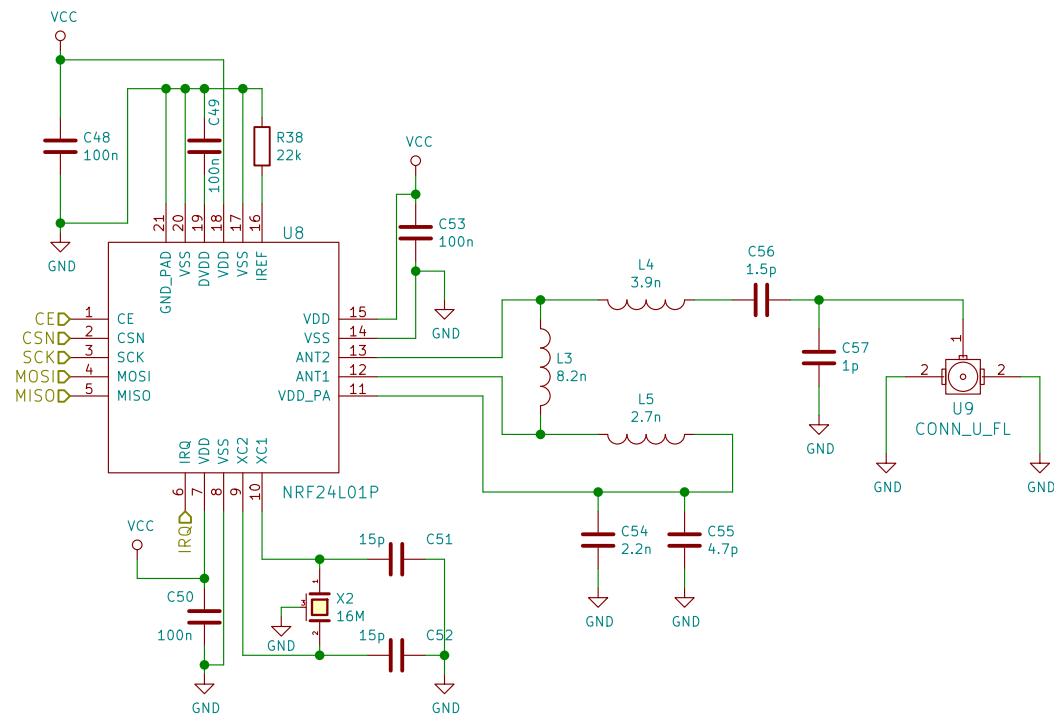 VCC
C48
100n
GND
C49
100n
R38
22k
21
20
19
18
17
16
GND_PAD
VSS
DVDD
VDD
VSS
IREF
U8
VCC
C53
100n
GND
CE
CSN
SCK
MOSI
MISO
1
2
3
4
5
CE
CSN
SCK
MOSI
MISO
VDD
VSS
ANT2
ANT1
VDD_PA
15
14
13
12
11
IRQ
VDD
VSS
XC2
XC1
6
7
8
9
10
NRF24L01P
IRQ
L4
3.9n
C56
1.5p
L3
8.2n
L5
2.7n
C57
1p
GND
1
2
2
U9
CONN_U_FL
GND
GND
C54
2.2n
GND
C55
4.7p
GND
VCC
C50
100n
GND
15p
C51
1
3
X2
16M
2
GND
15p
C52
GND